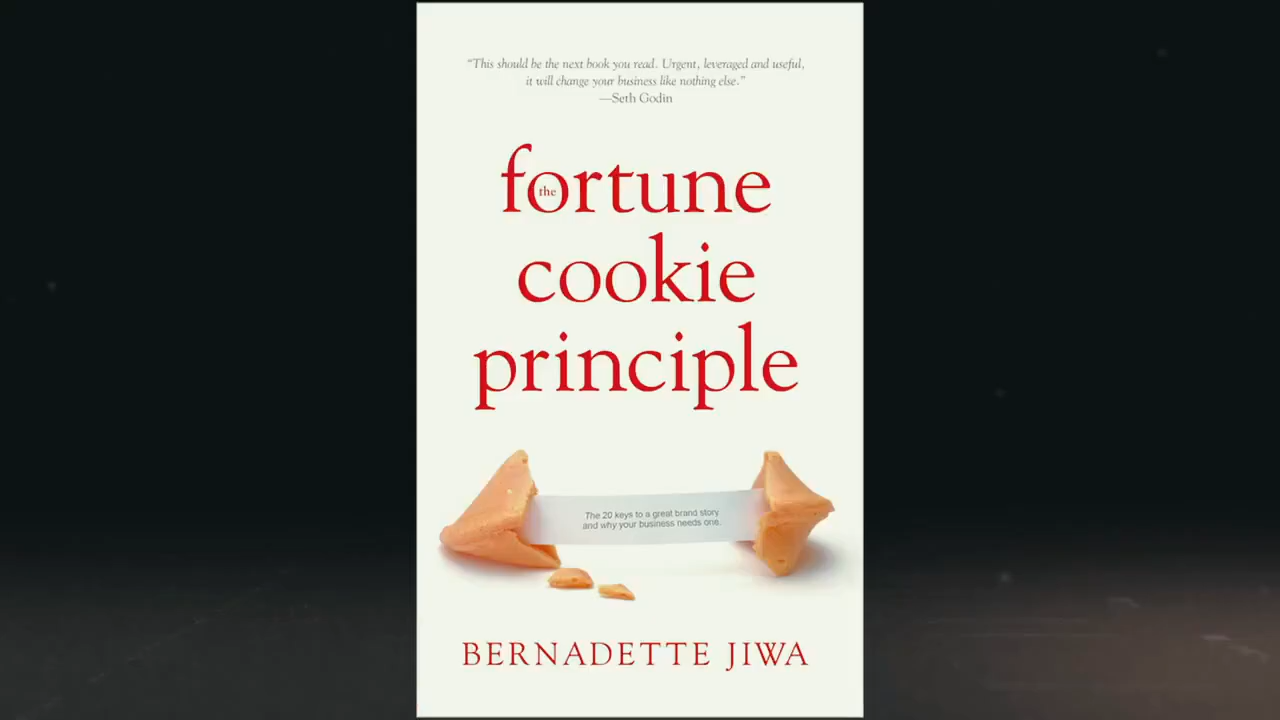 “This should be the next book you read. Urgent, leveraged and useful,
it will change your business like nothing else.”
—Seth Godin
the
fortune
cookie
principle
The 20 keys to a great brand story
and why your business needs one.
BERNADETTE JIWA